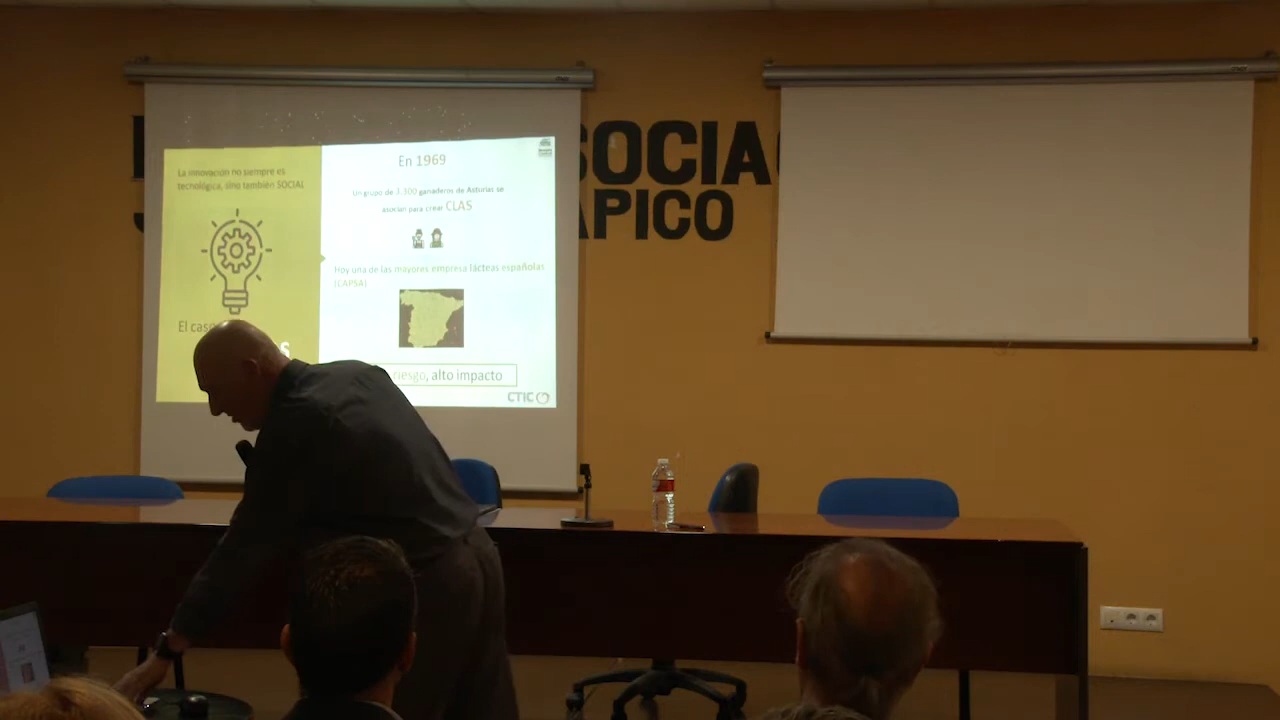 SOCIA
APICO
La innovación no siempre es
tecnológica, sino también SOCIAL
El caso
S
En 1969
Un grupo de 3.300 ganaderos de Asturias se
asocian para crear CLAS
Hoy una de las mayores empresa lácteas españolas
(CAPSA)
riesgo, alto impacto
CTIC